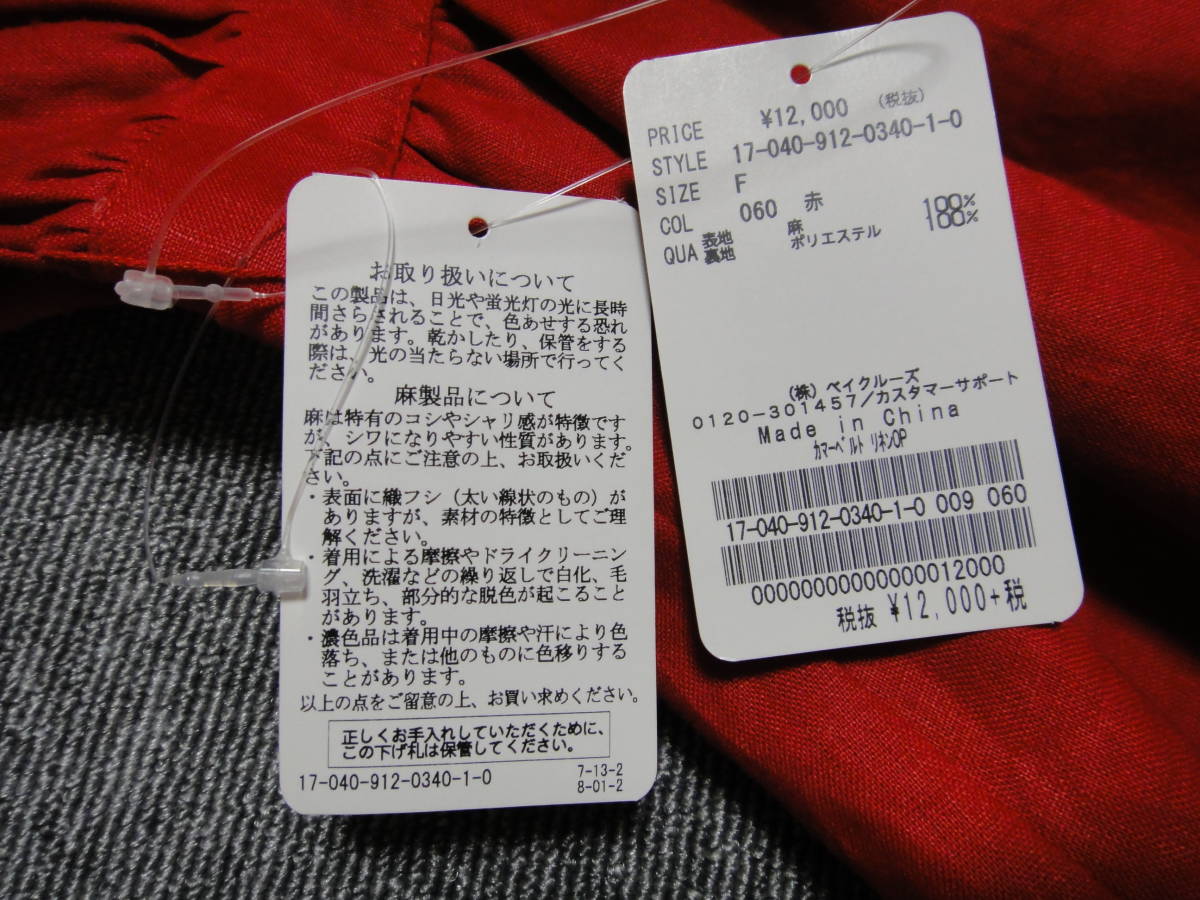 お取り扱いについて
この製品は、日光や蛍光灯の光に長時
間さらされることで、色あせする恐れ
があります。乾かしたり、保管をする
際は、光の当たらない場所で行ってく
ださい。
麻製品について
麻は特有のコシやシャリ感が特徴です
が、シワになりやすい性質があります。
下記の点にご注意の上、お取扱いくだ
さい。
・表面に織フシ（太い線状のもの）が
ありますが、素材の特徴としてご理
解ください。
・着用による摩擦やドライクリーニン
グ、洗濯などの繰り返しで白化、毛
羽立ち、部分的な脱色が起こること
があります。
・濃色品は着用中の摩擦や汗により色
落ち、または他のものに色移りする
ことがあります。
以上の点をご留意の上、お買い求めください。
正しくお手入れしていただくために、
この下げ札は保管してください。
17-040-912-0340-1-0 7-13-2
8-01-2
PRICE ¥12,000 (税抜)
STYLE 17-040-912-0340-1-0
SIZE F
COL 060 赤
QUA 表地 麻 100%
裏地 ポリエステル 100%
(株) ベイクルーズ
0120-301457/カスタマーサポート
Made in China
カマーベルト リネンOP
17-040-912-0340-1-0 009 060
00000000000000012000
税抜 ¥12,000+税